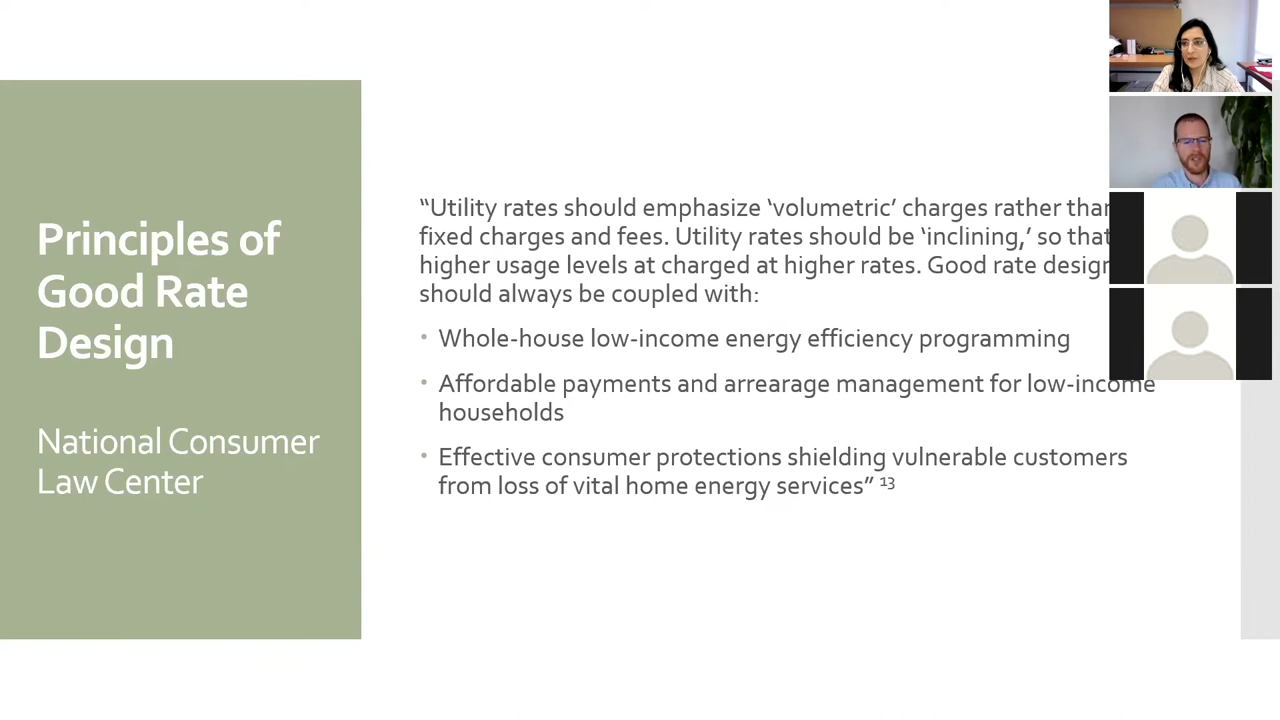 Principles of
Good Rate
Design
National Consumer
Law Center
“Utility rates should emphasize ‘volumetric’ charges rather than
fixed charges and fees. Utility rates should be ‘inclining,’ so that
higher usage levels at charged at higher rates. Good rate design
should always be coupled with:
• Whole-house low-income energy efficiency programming
• Affordable payments and arrearage management for low-income
households
• Effective consumer protections shielding vulnerable customers
from loss of vital home energy services” 13